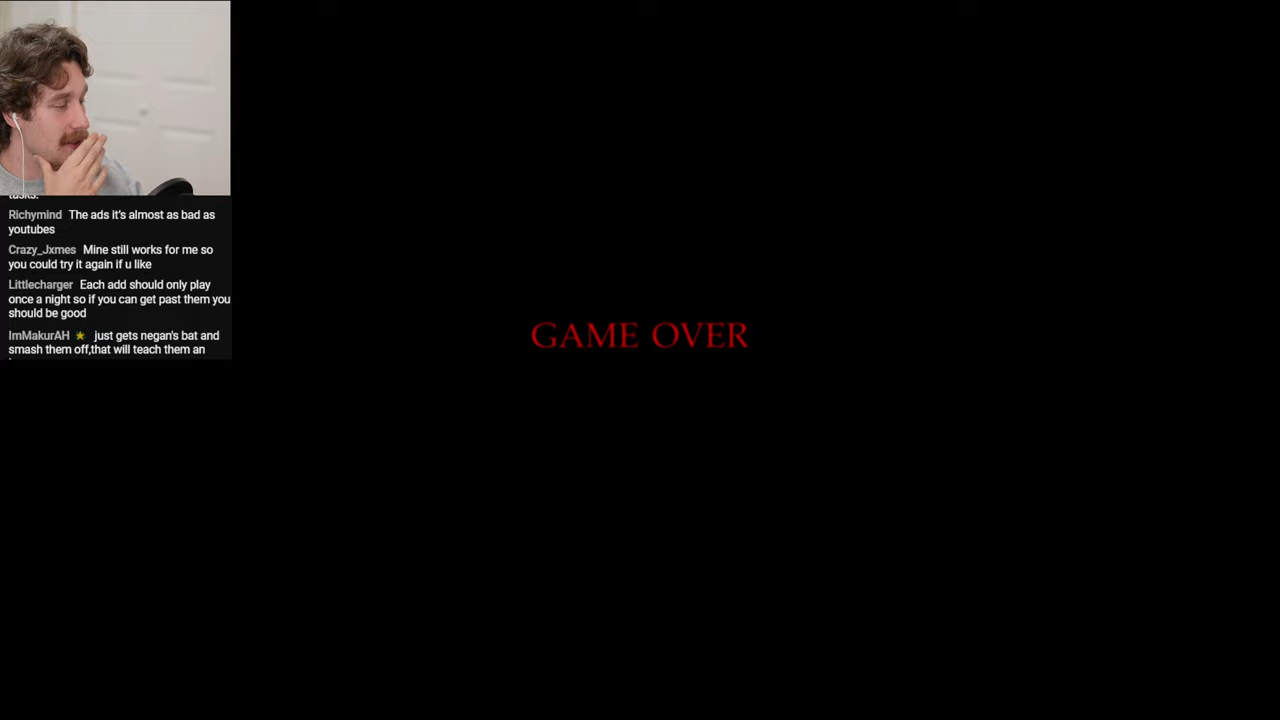 tasks.
Richymind The ads it's almost as bad as
youtubes
Crazy_Jxmes Mine still works for me so
you could try it again if u like
Littlecharger Each add should only play
once a night so if you can get past them you
should be good
ImMakurAH just gets negan's bat and
smash them off,that will teach them an
GAME OVER